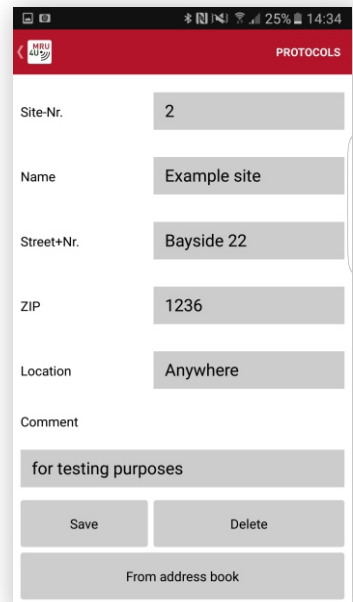 25% 14:34
MRU 4U PROTOCOLS
Site-Nr. 2
Name Example site
Street+Nr. Bayside 22
ZIP 1236
Location Anywhere
Comment
for testing purposes
Save Delete
From address book